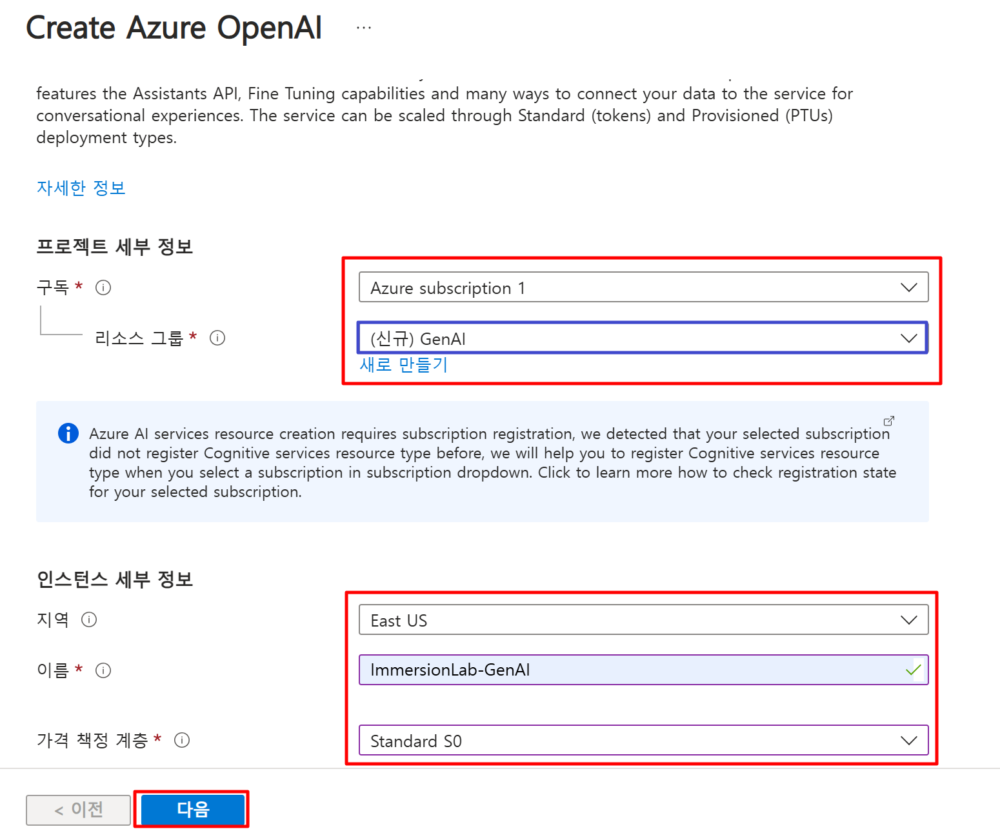 Create Azure OpenAI ...
features the Assistants API, Fine Tuning capabilities and many ways to connect your data to the service for
conversational experiences. The service can be scaled through Standard (tokens) and Provisioned (PTUs)
deployment types.
자세한 정보
프로젝트 세부 정보
구독 *
Azure subscription 1
리소스 그룹 *
(신규) GenAI
새로 만들기
Azure AI services resource creation requires subscription registration, we detected that your selected subscription
did not register Cognitive services resource type before, we will help you to register Cognitive services resource
type when you select a subscription in subscription dropdown. Click to learn more how to check registration state
for your selected subscription.
인스턴스 세부 정보
지역
East US
이름 *
ImmersionLab-GenAI
가격 책정 계층 *
Standard S0
< 이전
다음